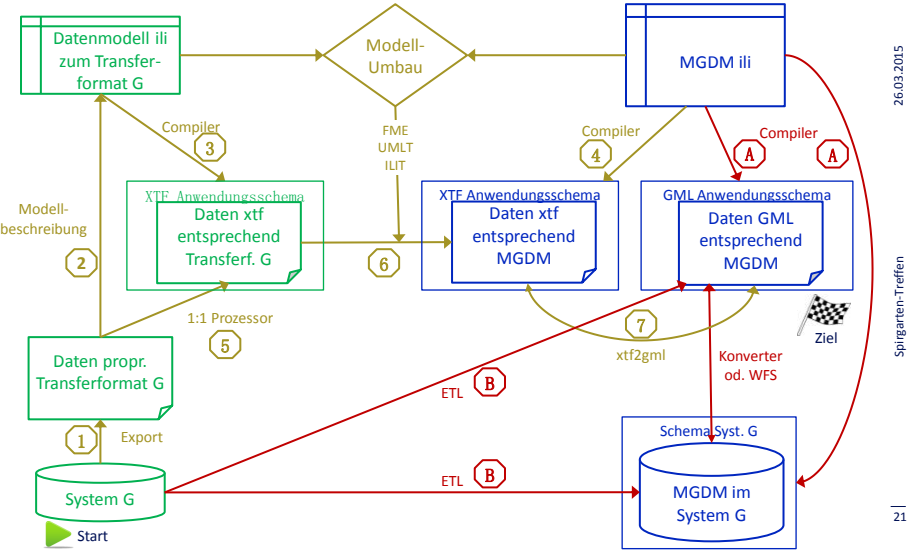 Datenmodell ili
zum Transfer-
format G
Modell-
Umbau
MGDM ili
26.03.2015
Compiler
3
FME
UMLT
ILIT
Compiler
4
Compiler
A
A
XTF Anwendungsschema
Daten xtf
entsprechend
Transferf. G
XTF Anwendungsschema
Daten xtf
entsprechend
MGDM
GML Anwendungsschema
Daten GML
entsprechend
MGDM
Modell-
beschreibung
2
6
1:1 Prozessor
5
7
xtf2gml
Ziel
Spirgarten-Treffen
Daten propr.
Transferformat G
Konverter
od. WFS
ETL
B
1
Export
Schema Syst. G
System G
ETL
B
MGDM im
System G
Start
21